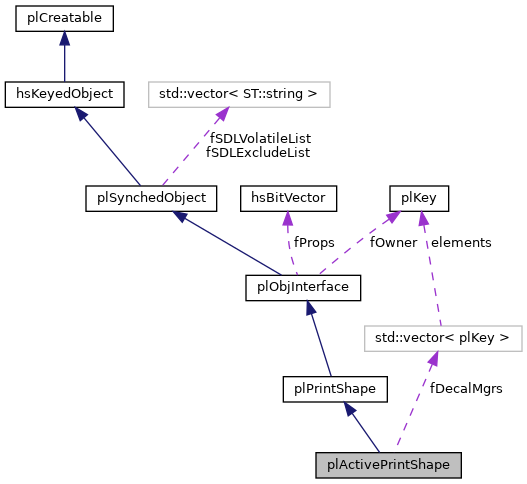 plCreatable
hsKeyedObject
std::vector< ST::string >
fSDLVolatileList
fSDLExcludeList
plSynchedObject
hsBitVector
plKey
fProps
fOwner
elements
plObjInterface
std::vector< plKey >
plPrintShape
fDecalMgrs
plActivePrintShape